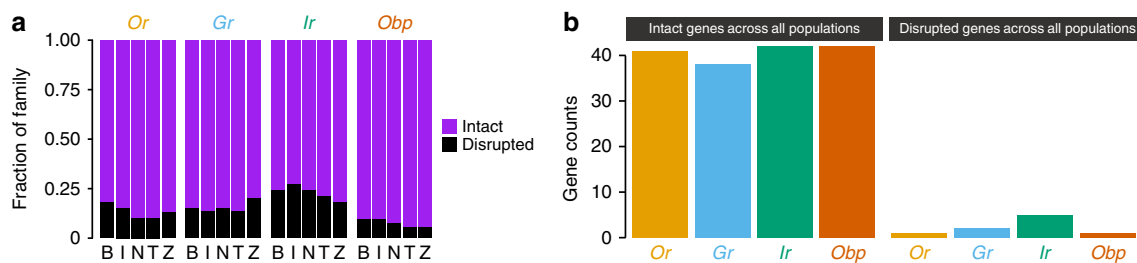 a
Or Gr Ir Obp
Fraction of family
1.00
0.75
0.50
0.25
0
B I N T Z B I N T Z B I N T Z B I N T Z
Intact
Disrupted
b
Intact genes across all populations
Disrupted genes across all populations
Gene counts
40
30
20
10
0
Or Gr Ir Obp Or Gr Ir Obp